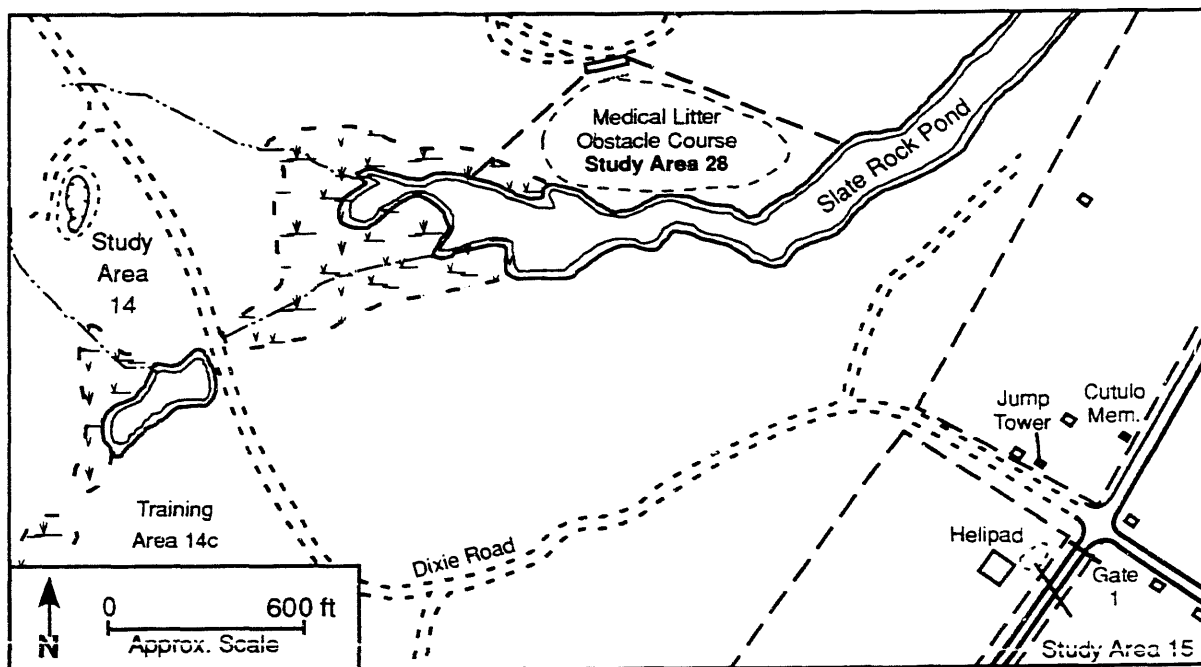 Medical Litter
Obstacle Course
Study Area 28
Slate Rock Pond
Study
Area
14
Jump
Tower
Cutulo
Mem.
Training
Area 14c
Dixie Road
Helipad
Gate
1
Study Area 15
N
0 600 ft
Approx. Scale